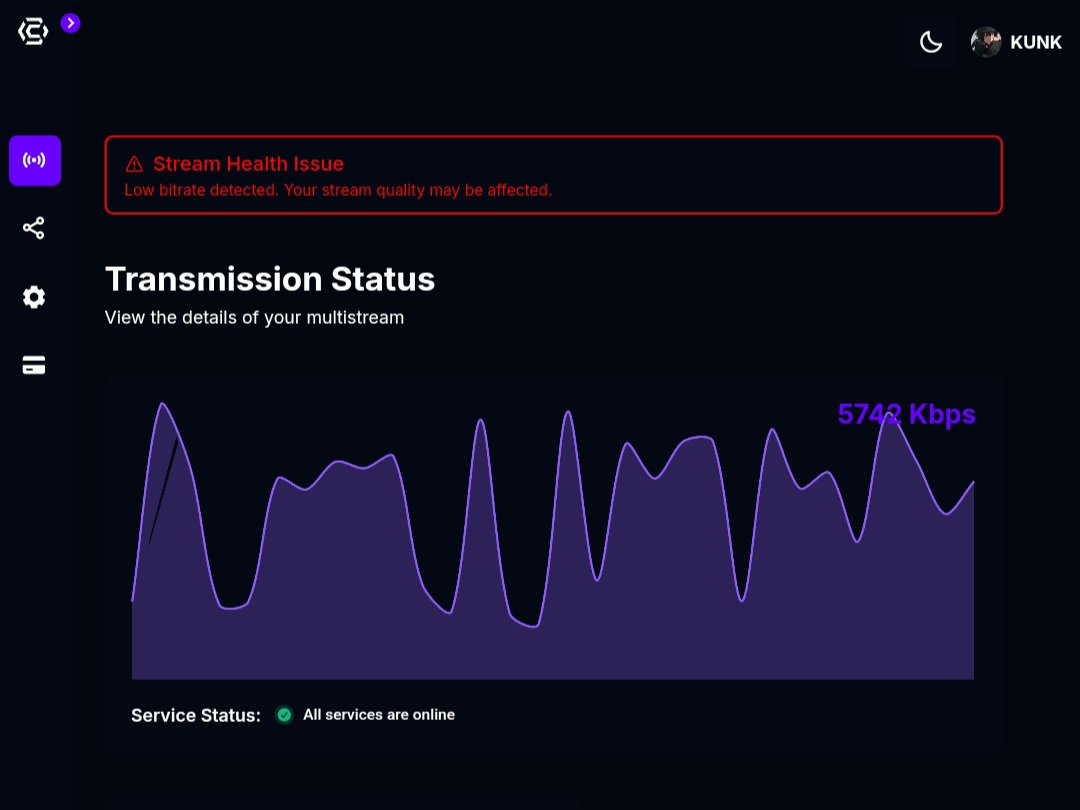 KUNK
Stream Health Issue
Low bitrate detected. Your stream quality may be affected.
Transmission Status
View the details of your multistream
5742 Kbps
Service Status: All services are online